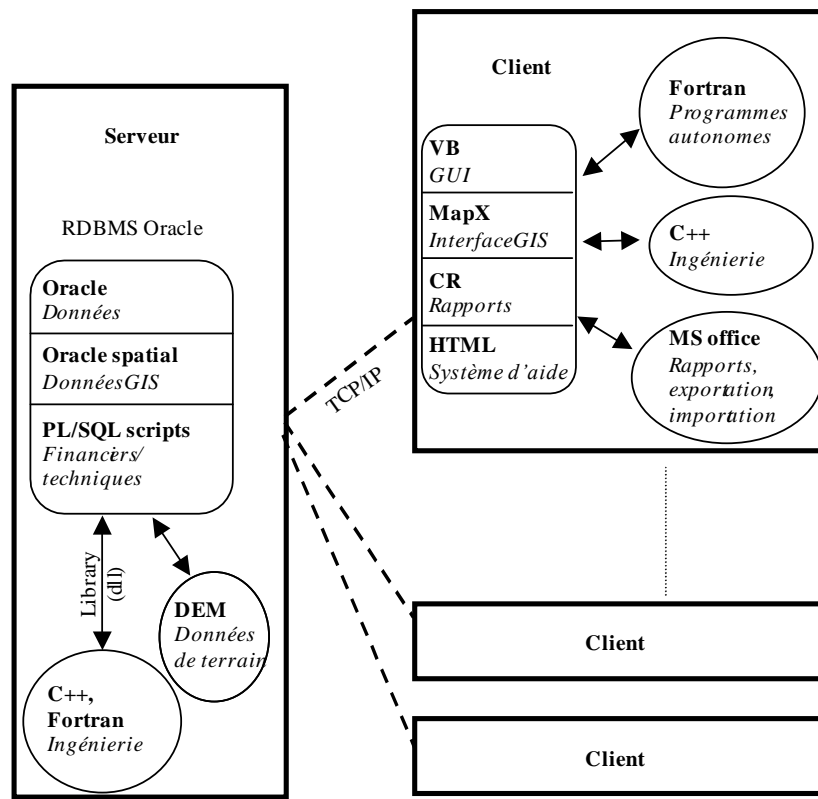 Serveur
RDBMS Oracle
Oracle
Données
Oracle spatial
DonnéesGIS
PL/SQL scripts
Financiers/
techniques
Library
(dll)
DEM
Données
de terrain
C++,
Fortran
Ingénierie
TCP/IP
Client
VB
GUI
MapX
InterfaceGIS
CR
Rapports
HTML
Système d'aide
Fortran
Programmes
autonomes
C++
Ingénierie
MS office
Rapports,
exportation,
importation
Client
Client